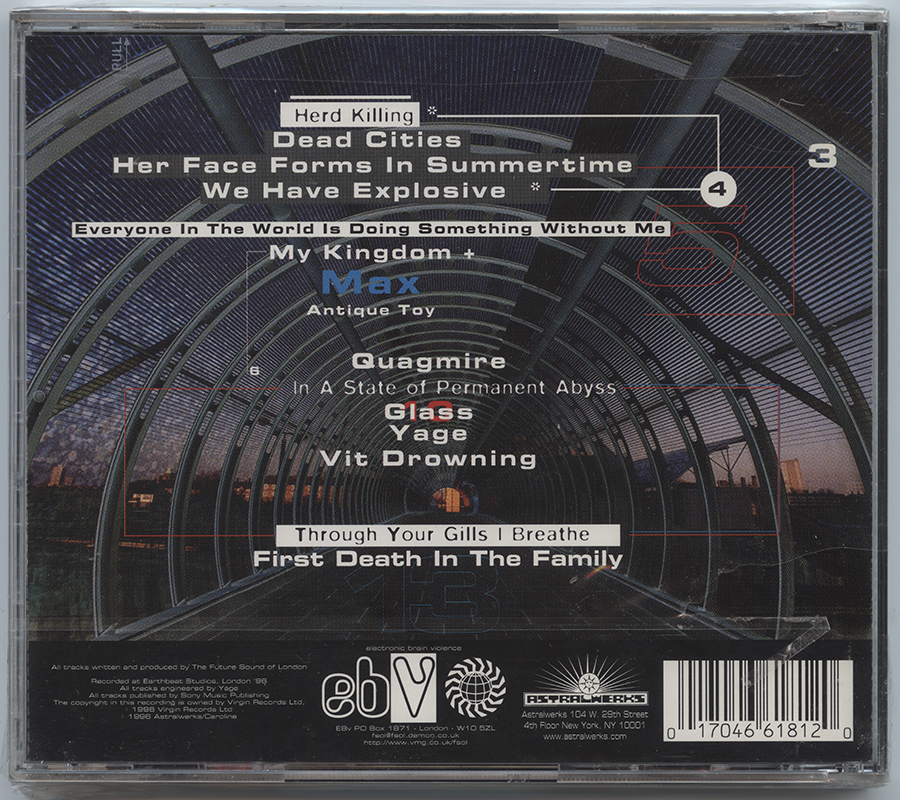 PULL
Herd Killing *
Dead Cities
Her Face Forms In Summertime
3
We Have Explosive *
4
Everyone In The World Is Doing Something Without Me
My Kingdom +
Max
Antique Toy
Quagmire
6
In A State of Permanent Abyss
Glass
Yage
Vit Drowning
Through Your Gills I Breathe
First Death In The Family
13
electronic brain violence
All tracks written and produced by The Future Sound of London
Recorded at Earthbeat Studios, London '96
All tracks engineered by Yage
All tracks published by Sony Music Publishing
The copyright in this recording is owned by Virgin Records Ltd.
© 1996 Virgin Records Ltd
© 1996 Astralwerks/Caroline
ebV
EBV PO Box 1871 · London · W10 5ZL
fsol@fsol.demon.co.uk
http://www.vmg.co.uk/fsol
ASTRALWERKS
Astralwerks 104 W. 29th Street
4th Floor New York, NY 10001
www.astralwerks.com
0 17046 61812 0